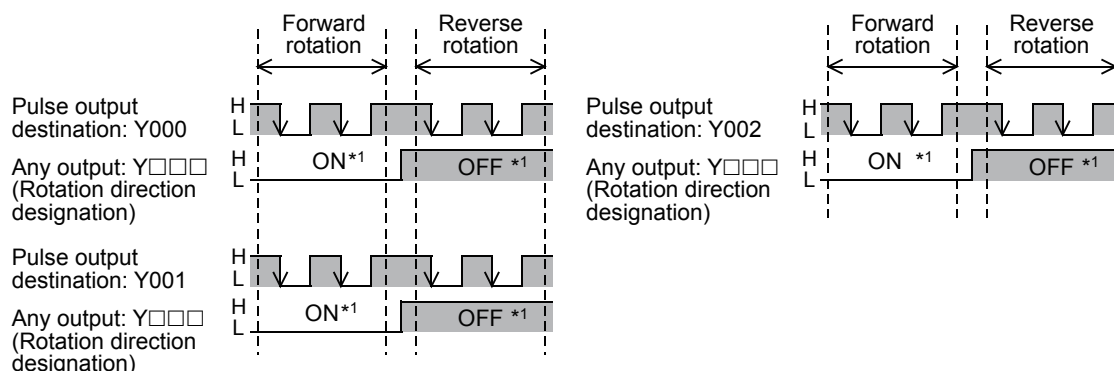 Forward
rotation
Reverse
rotation
Pulse output
destination: Y000
H
L
Any output: Y□□□
(Rotation direction
designation)
H
L
ON*1
OFF *1
Pulse output
destination: Y001
H
L
Any output: Y□□□
(Rotation direction
designation)
H
L
ON*1
OFF *1
Forward
rotation
Reverse
rotation
Pulse output
destination: Y002
H
L
Any output: Y□□□
(Rotation direction
designation)
H
L
ON *1
OFF *1